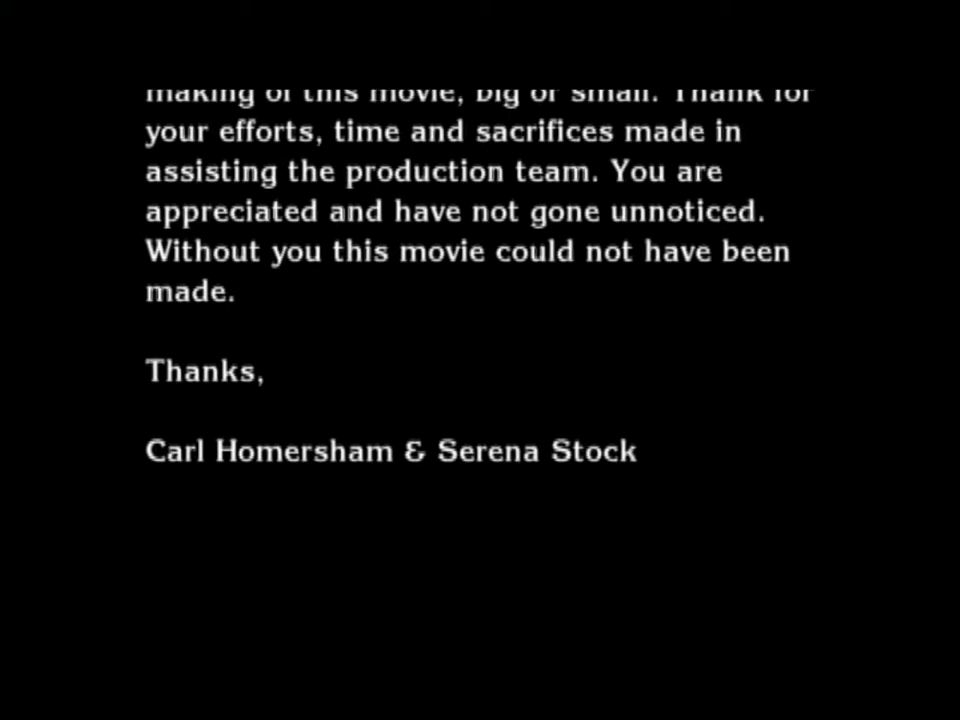 making of this movie, big or small. Thank for
your efforts, time and sacrifices made in
assisting the production team. You are
appreciated and have not gone unnoticed.
Without you this movie could not have been
made.
Thanks,
Carl Homersham & Serena Stock